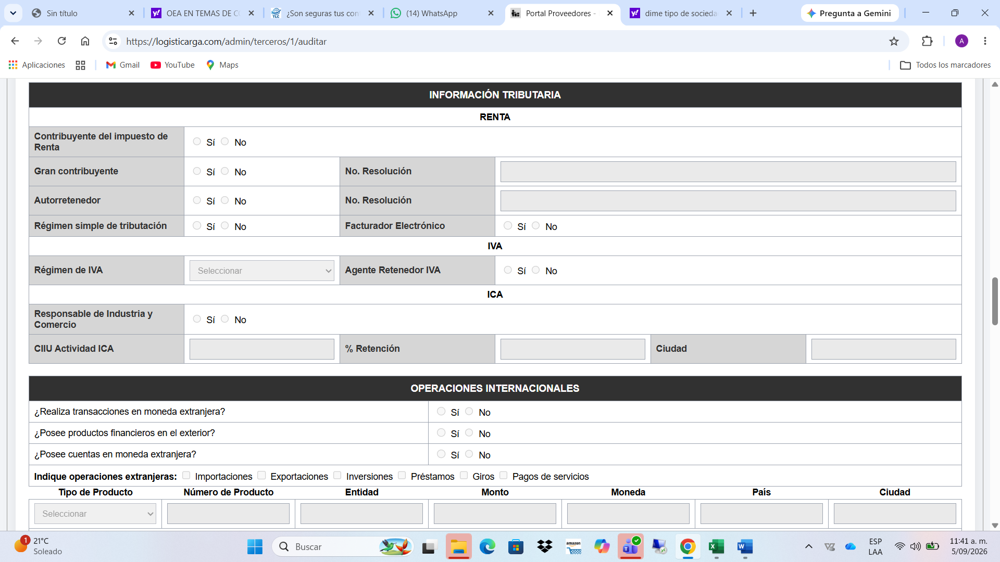 Sin título
OEA EN TEMAS DE C
¿Son seguras tus con
(14) WhatsApp
Portal Proveedores -
dime tipo de socieda
Pregunta a Gemini
https://logisticarga.com/admin/terceros/1/auditar
A
Aplicaciones
Gmail
YouTube
Maps
Todos los marcadores
INFORMACIÓN TRIBUTARIA
RENTA
Contribuyente del impuesto de Renta Sí No
Gran contribuyente Sí No No. Resolución
Autorretenedor Sí No No. Resolución
Régimen simple de tributación Sí No Facturador Electrónico Sí No
IVA
Régimen de IVA Seleccionar Agente Retenedor IVA Sí No
ICA
Responsable de Industria y Comercio Sí No
CIIU Actividad ICA % Retención Ciudad
OPERACIONES INTERNACIONALES
¿Realiza transacciones en moneda extranjera? Sí No
¿Posee productos financieros en el exterior? Sí No
¿Posee cuentas en moneda extranjera? Sí No
Indique operaciones extranjeras: Importaciones Exportaciones Inversiones Préstamos Giros Pagos de servicios
Tipo de Producto Número de Producto Entidad Monto Moneda País Ciudad
Seleccionar
1
21°C
Soleado
Buscar
amazon
ESP
LAA
11:41 a. m.
5/09/2026